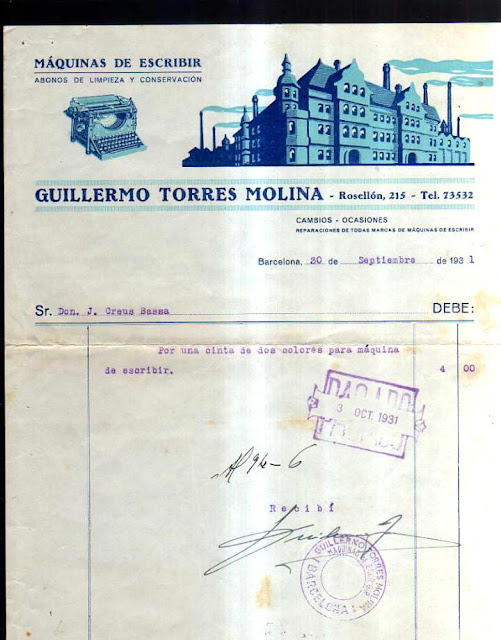 MÁQUINAS DE ESCRIBIR
ABONOS DE LIMPIEZA Y CONSERVACIÓN
GUILLERMO TORRES MOLINA - Rosellón, 215 - Tel. 73532
CAMBIOS - OCASIONES
REPARACIONES DE TODAS MARCAS DE MÁQUINAS DE ESCRIBIR
Barcelona, 30 de Septiembre de 1931
Sr. Don. J. Creus Bassa DEBE:
Por una cinta de dos colores para máquina
de escribir. 4 00
PAGADO
3 OCT. 1931
Recibí
GUILLERMO TORRES MOLINA
BARCELONA